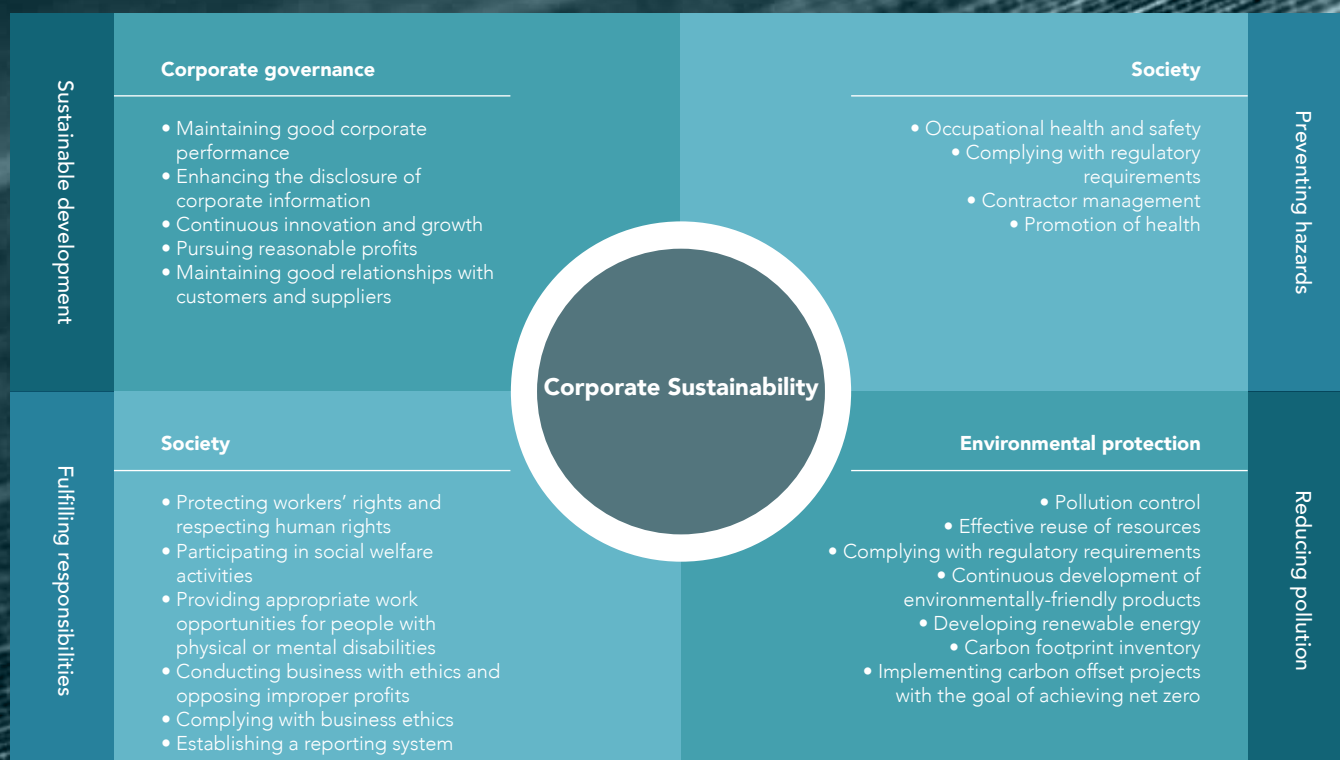 Sustainable development
Corporate governance
• Maintaining good corporate
performance
• Enhancing the disclosure of
corporate information
• Continuous innovation and growth
• Pursuing reasonable profits
• Maintaining good relationships with
customers and suppliers
Society
• Occupational health and safety
• Complying with regulatory
requirements
• Contractor management
• Promotion of health
Preventing hazards
Corporate Sustainability
Fulfilling responsibilities
Society
• Protecting workers’ rights and
respecting human rights
• Participating in social welfare
activities
• Providing appropriate work
opportunities for people with
physical or mental disabilities
• Conducting business with ethics and
opposing improper profits
• Complying with business ethics
• Establishing a reporting system
Environmental protection
• Pollution control
• Effective reuse of resources
• Complying with regulatory requirements
• Continuous development of
environmentally-friendly products
• Developing renewable energy
• Carbon footprint inventory
• Implementing carbon offset projects
with the goal of achieving net zero
Reducing pollution